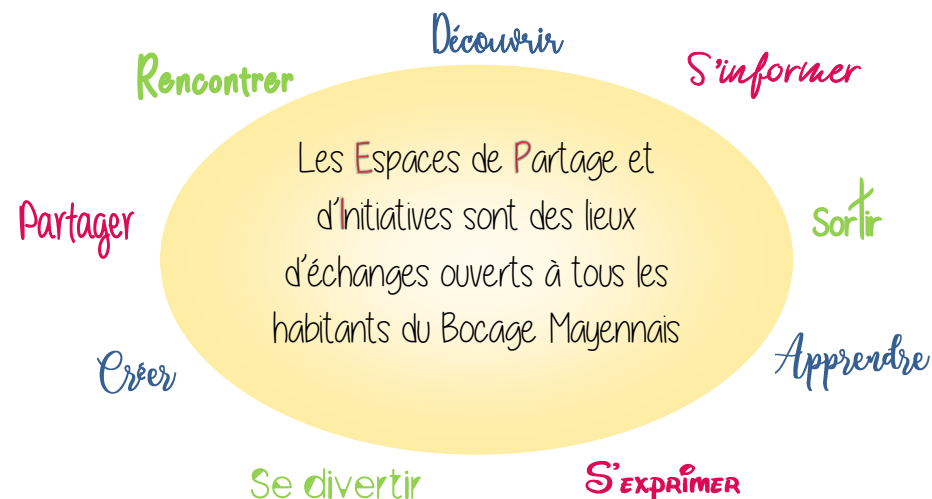 Découvrir
Rencontrer
S'informer
Les Espaces de Partage et
d'Initiatives sont des lieux
d'échanges ouverts à tous les
habitants du Bocage Mayennais
Partager
Sortir
Créer
Apprendre
Se divertir
S'exprimer